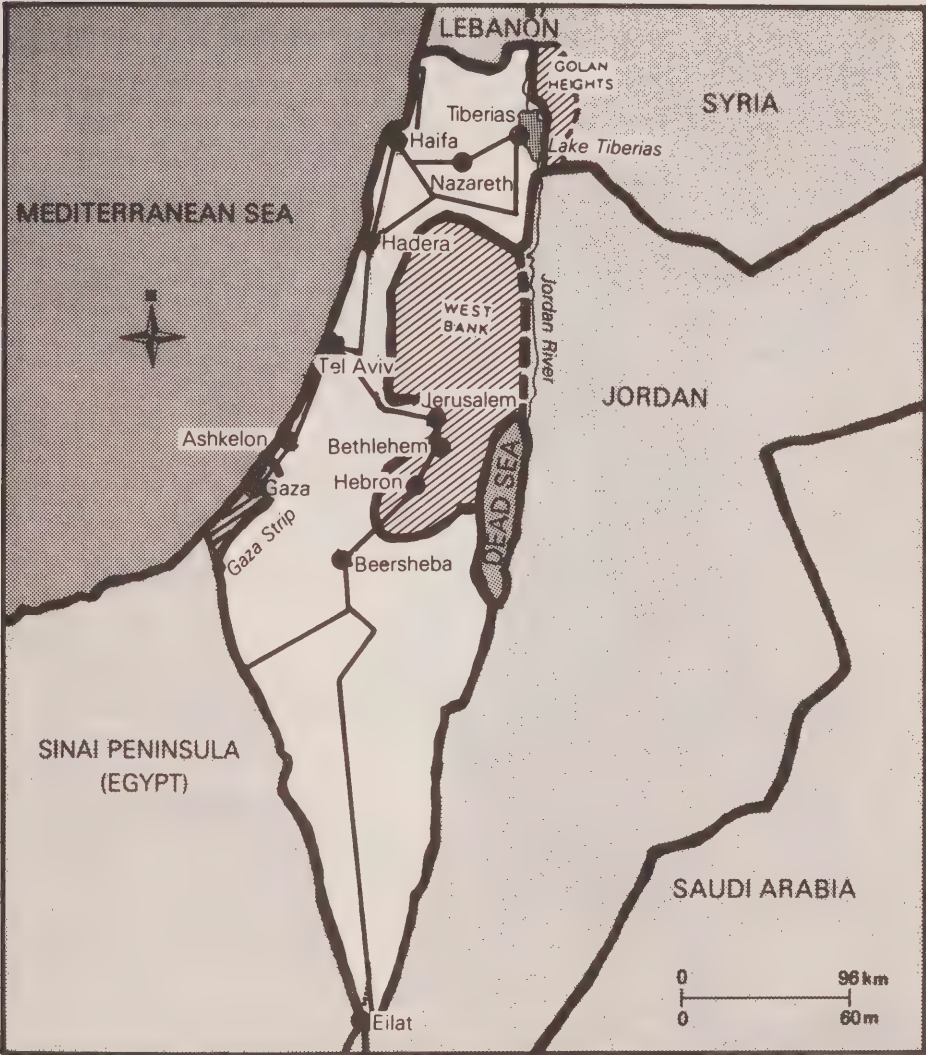 LEBANON
GOLAN
HEIGHTS
SYRIA
Tiberias
Haifa
Lake Tiberias
Nazareth
MEDITERRANEAN SEA
Hadera
Jordan River
WEST
BANK
Tel Aviv
Jerusalem
JORDAN
Ashkelon
Bethlehem
DEAD SEA
Hebron
Gaza
Gaza Strip
Beersheba
SINAI PENINSULA
(EGYPT)
SAUDI ARABIA
0 96 km
0 60 m
Eilat